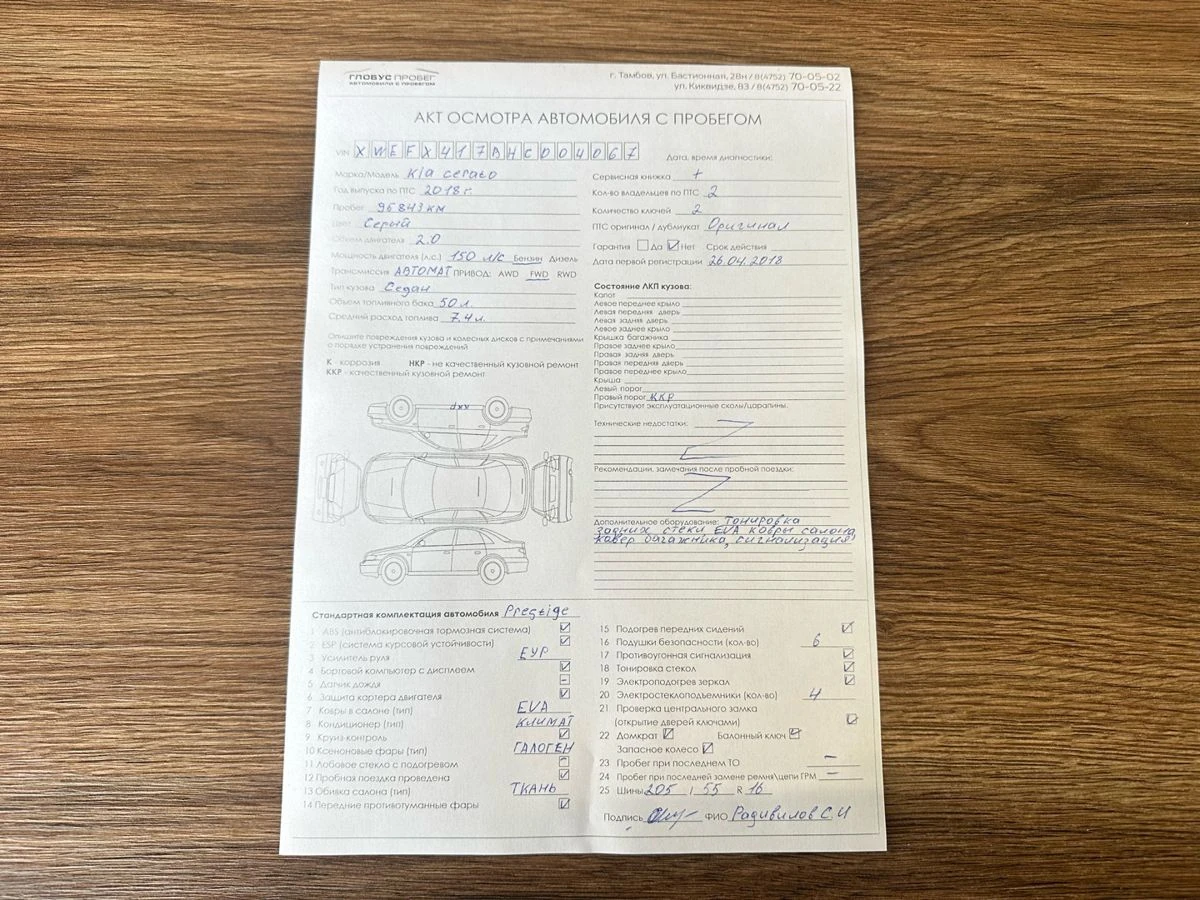 ГЛОБУС ПРОБЕГ
АВТОМОБИЛИ С ПРОБЕГОМ
г. Тамбов, ул. Бастионная, 28н / 8(4752) 70-05-02
ул. Киквидзе, 83 / 8(4752) 70-05-22
АКТ ОСМОТРА АВТОМОБИЛЯ С ПРОБЕГОМ
VIN XWEFX417DHC004067
Марка/Модель KIA cerato
Год выпуска по ПТС 2018 г.
Пробег 96843 км
Цвет Серый
Объем двигателя 2.0
Мощность двигателя (л.с.) 150 л/с Бензин Дизель
Трансмиссия АВТОМАТ ПРИВОД: AWD FWD RWD
Тип кузова Седан
Объем топливного бака 50 л.
Средний расход топлива 7.4 л.
Опишите повреждения кузова и колесных дисков с примечаниями
о порядке устранения повреждений
К - коррозия НКР - не качественный кузовной ремонт
ККР - качественный кузовной ремонт
ККР
Дата, время диагностики:
Сервисная книжка +
Кол-во владельцев по ПТС 2
Количество ключей 2
ПТС оригинал / дубликат Оригинал
Гарантия Да Нет Срок действия
Дата первой регистрации 26.04.2018
Состояние ЛКП кузова:
Капот
Левое переднее крыло
Левая передняя дверь
Левая задняя дверь
Левое заднее крыло
Крышка багажника
Правое заднее крыло
Правая задняя дверь
Правая передняя дверь
Правое переднее крыло
Крыша
Левый порог
Правый порог ККР
Присутствуют эксплуатационные сколы/царапины.
Технические недостатки: Z
Рекомендации, замечания после пробной поездки:
Z
Дополнительное оборудование: Тонировка
задних стекл, EVA ковры салона,
ковер багажника, сигнализация
Стандартная комплектация автомобиля Prestige
1 ABS (антиблокировочная тормозная система)
2 ESP (система курсовой устойчивости)
3 Усилитель руля ЕУР
4 Бортовой компьютер с дисплеем
5 Датчик дождя –
6 Защита картера двигателя
7 Ковры в салоне (тип) EVA
8 Кондиционер (тип) КЛИМАТ
9 Круиз-контроль
10 Ксеноновые фары (тип) ГАЛОГЕН
11 Лобовое стекло с подогревом
12 Пробная поездка проведена
13 Обивка салона (тип) ТКАНЬ
14 Передние противотуманные фары
15 Подогрев передних сидений
16 Подушки безопасности (кол-во) 6
17 Противоугонная сигнализация
18 Тонировка стекол
19 Электроподогрев зеркал
20 Электростеклоподъемники (кол-во) 4
21 Проверка центрального замка
(открытие дверей ключами)
22 Домкрат Балонный ключ
Запасное колесо
23 Пробег при последнем ТО –
24 Пробег при последней замене ремня\цепи ГРМ –
25 Шины 205 / 55 R 16
Подпись ФИО Радивилов С.И